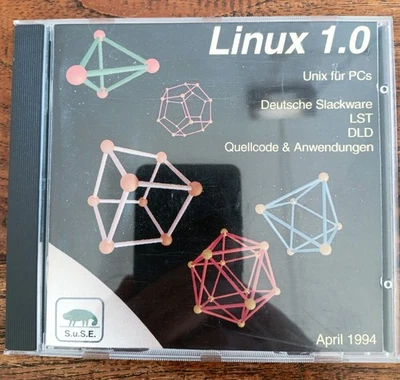 Linux 1.0
Unix für PCs
Deutsche Slackware
LST
DLD
Quellcode & Anwendungen
S.u.S.E.
April 1994